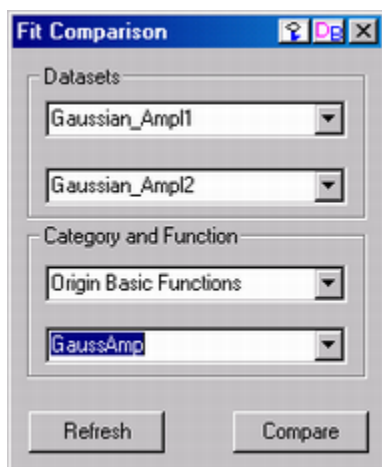 Fit Comparison DB
Datasets
Gaussian_Ampl1
Gaussian_Ampl2
Category and Function
Origin Basic Functions
GaussAmp
Refresh Compare